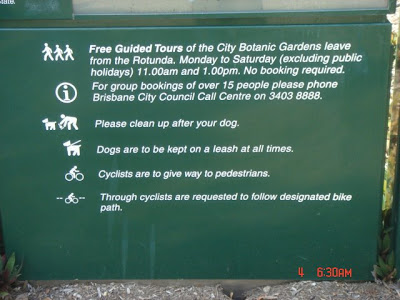 Free Guided Tours of the City Botanic Gardens leave
from the Rotunda. Monday to Saturday (excluding public
holidays) 11.00am and 1.00pm. No booking required.
For group bookings of over 15 people please phone
Brisbane City Council Call Centre on 3403 8888.
Please clean up after your dog.
Dogs are to be kept on a leash at all times.
Cyclists are to give way to pedestrians.
Through cyclists are requested to follow designated bike
path.
4 6:30AM